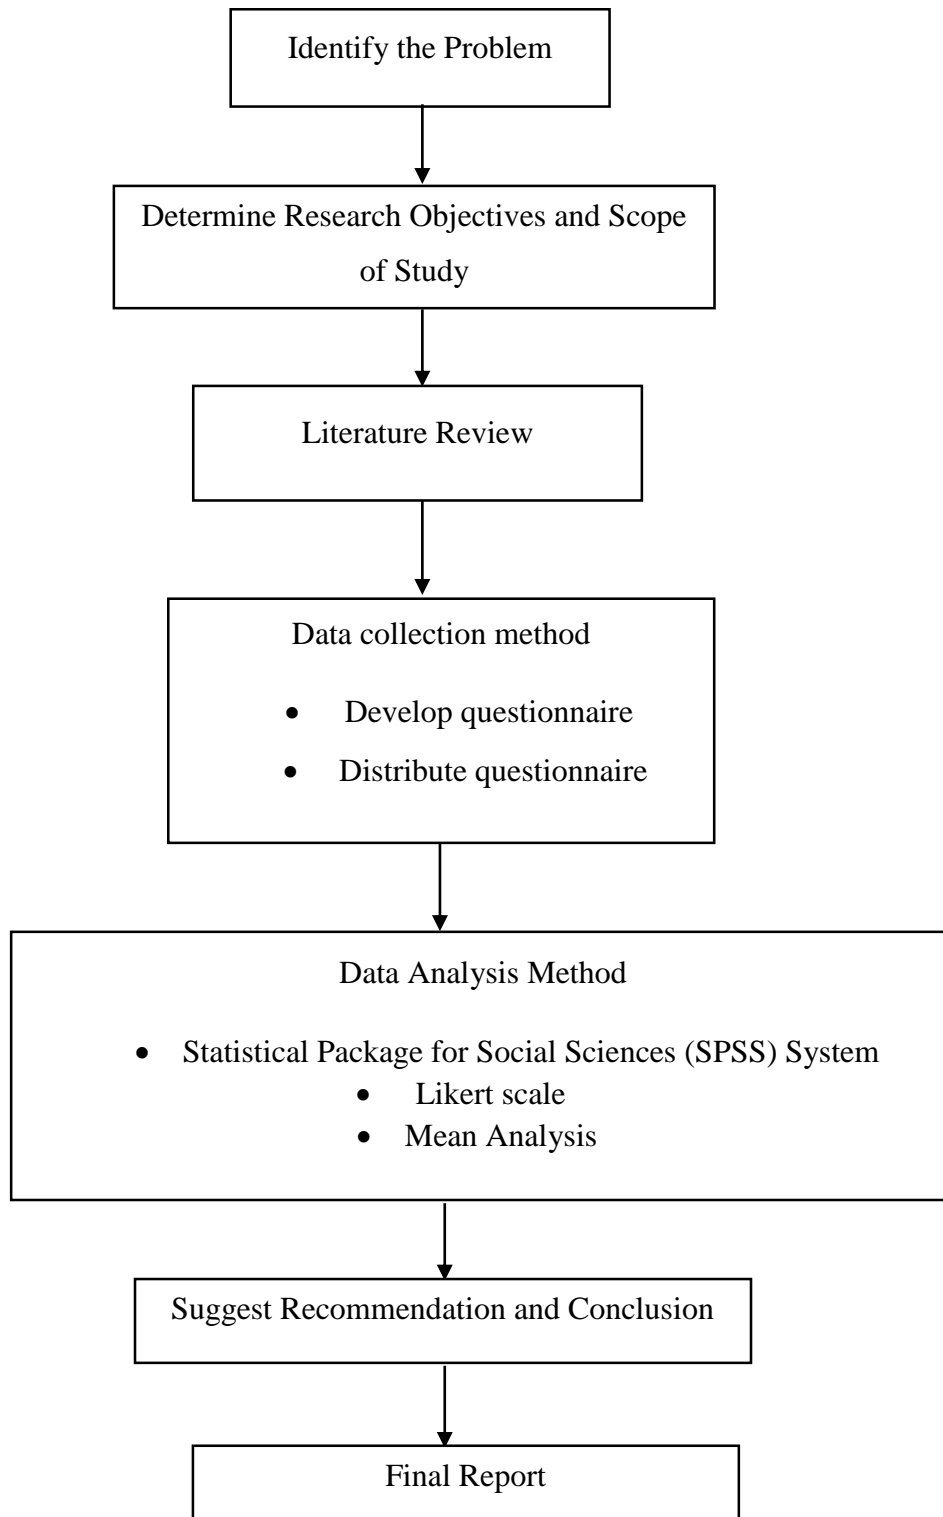 Identify the Problem
Determine Research Objectives and Scope
of Study
Literature Review
Data collection method
• Develop questionnaire
• Distribute questionnaire
Data Analysis Method
• Statistical Package for Social Sciences (SPSS) System
• Likert scale
• Mean Analysis
Suggest Recommendation and Conclusion
Final Report